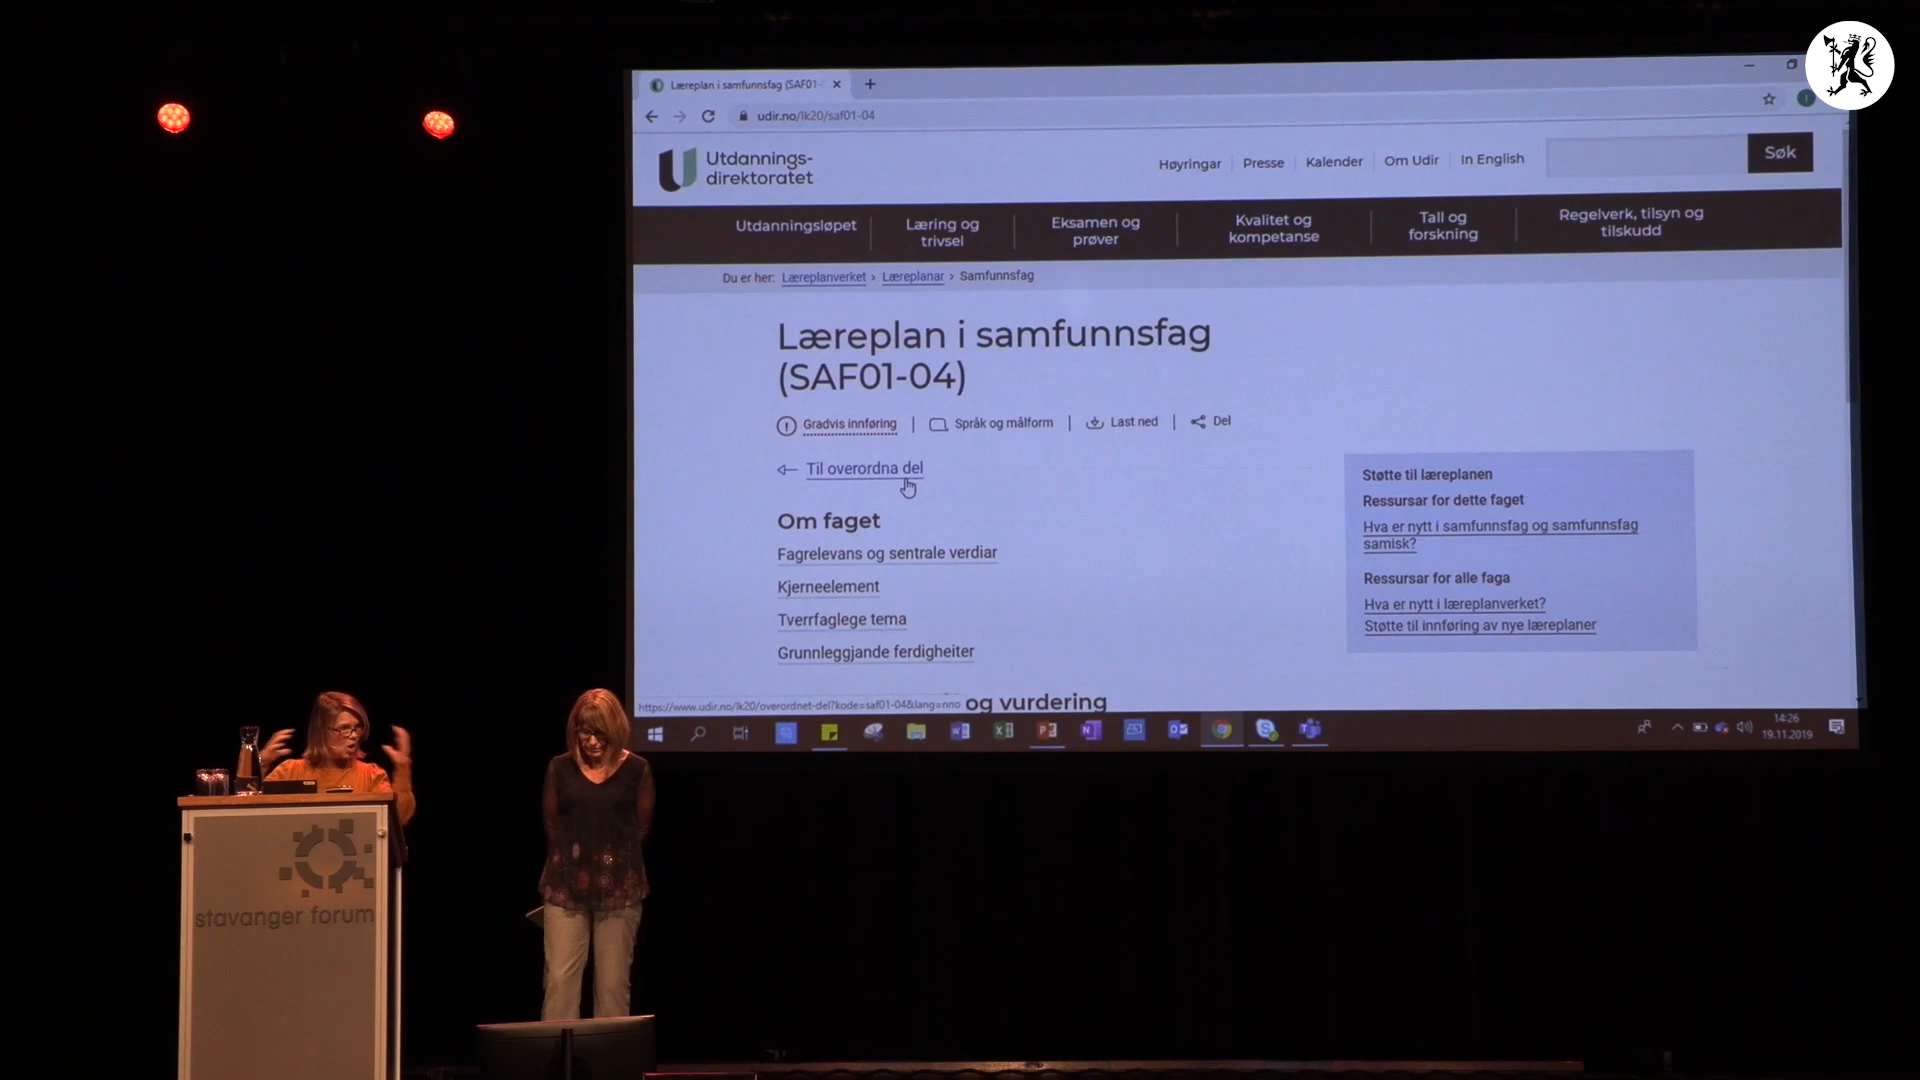 Læreplan i samfunnsfag (SAF01-
udir.no/lk20/saf01-04
Utdannings-
direktoratet
Høyringar
Presse
Kalender
Om Udir
In English
Søk
Utdanningsløpet
Læring og
trivsel
Eksamen og
prøver
Kvalitet og
kompetanse
Tall og
forskning
Regelverk, tilsyn og
tilskudd
Du er her: Læreplanverket › Læreplanar › Samfunnsfag
Læreplan i samfunnsfag
(SAF01-04)
Gradvis innføring | Språk og målform | Last ned | Del
Til overordna del
Om faget
Fagrelevans og sentrale verdiar
Kjerneelement
Tverrfaglege tema
Grunnleggjande ferdigheiter
og vurdering
Støtte til læreplanen
Ressursar for dette faget
Hva er nytt i samfunnsfag og samfunnsfag
samisk?
Ressursar for alle faga
Hva er nytt i læreplanverket?
Støtte til innføring av nye læreplaner
https://www.udir.no/lk20/overordnet-del?kode=saf01-04&lang=nno
14:26
19.11.2019
stavanger forum